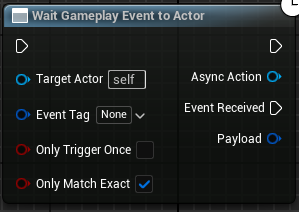 Wait Gameplay Event to Actor
Target Actor self
Async Action
Event Tag None
Event Received
Payload
Only Trigger Once
Only Match Exact